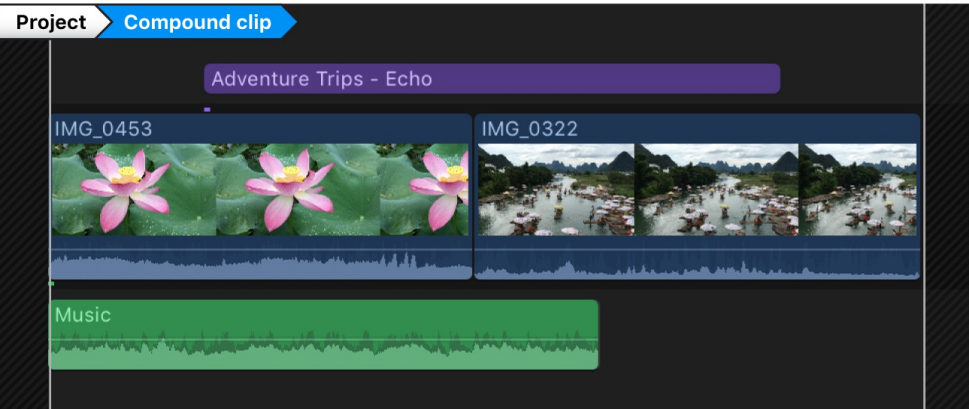 Project
Compound clip
Adventure Trips - Echo
IMG_0453
IMG_0322
Music